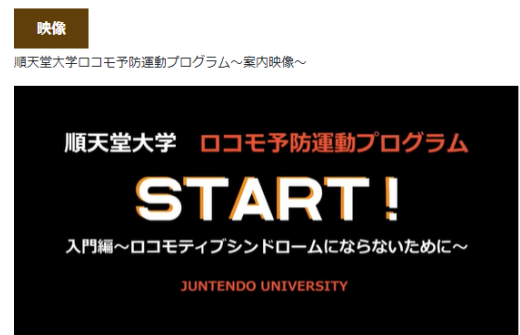 映像
順天堂大学ロコモ予防運動プログラム～案内映像～
順天堂大学 ロコモ予防運動プログラム
START!
入門編～ロコモティブシンドロームにならないために～
JUNTENDO UNIVERSITY